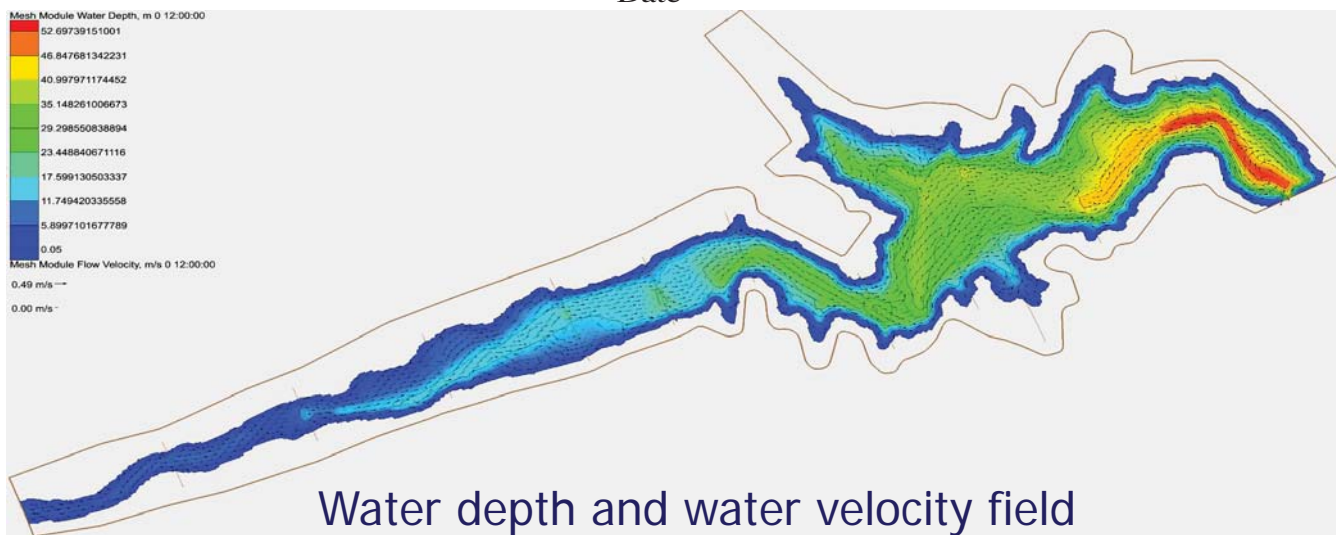 Date
Mesh Module Water Depth, m 0 12:00:00
52.69739151001
46.847681342231
40.997971174452
35.148261006673
29.298550838894
23.448840671116
17.599130503337
11.749420335558
5.8997101677789
0.05
Mesh Module Flow Velocity, m/s 0 12:00:00
0.49 m/s
0.00 m/s
Water depth and water velocity field